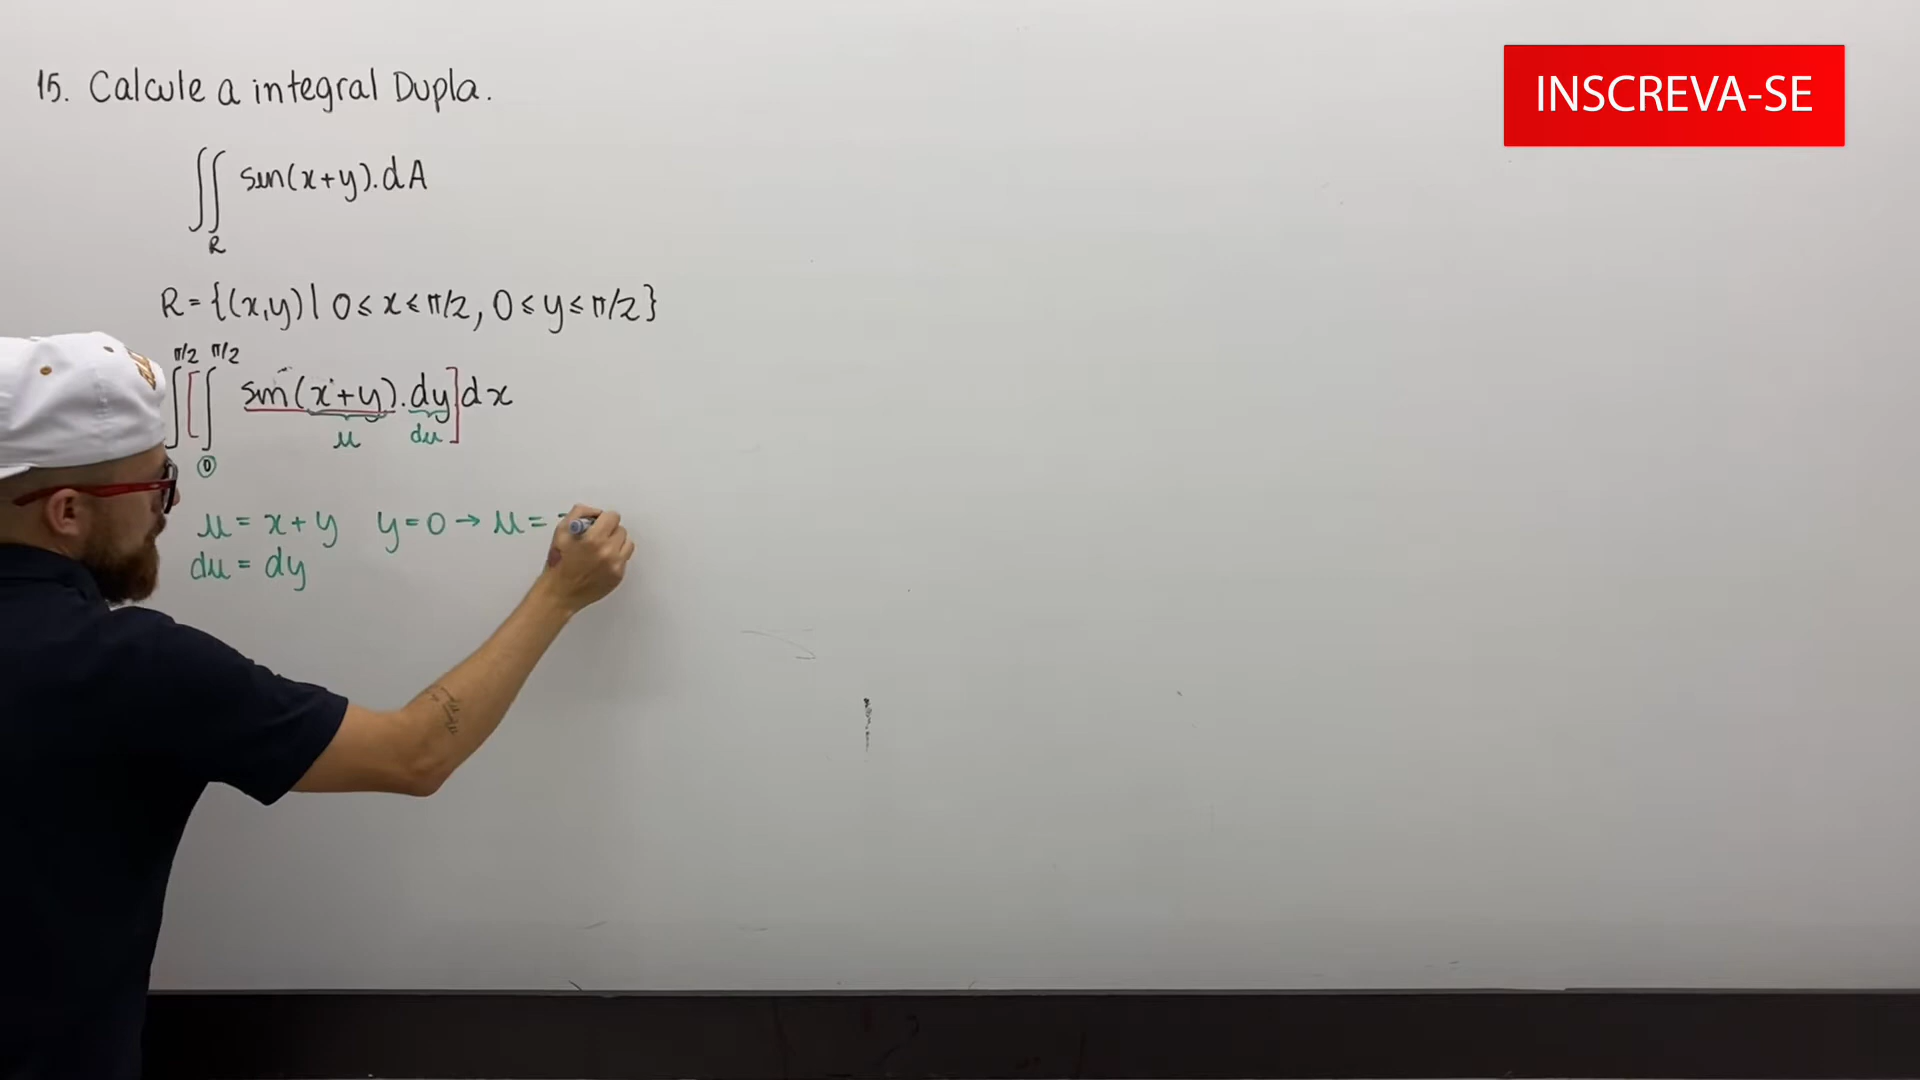 INSCREVA-SE
15. Calcule a integral Dupla.
∫∫ sen(x+y).dA
R
R = {(x,y) | 0 ≤ x ≤ π/2, 0 ≤ y ≤ π/2}
π/2 π/2
∫[∫ sen(x+y).dy]dx
u du
0
u = x + y y = 0 → u =
du = dy